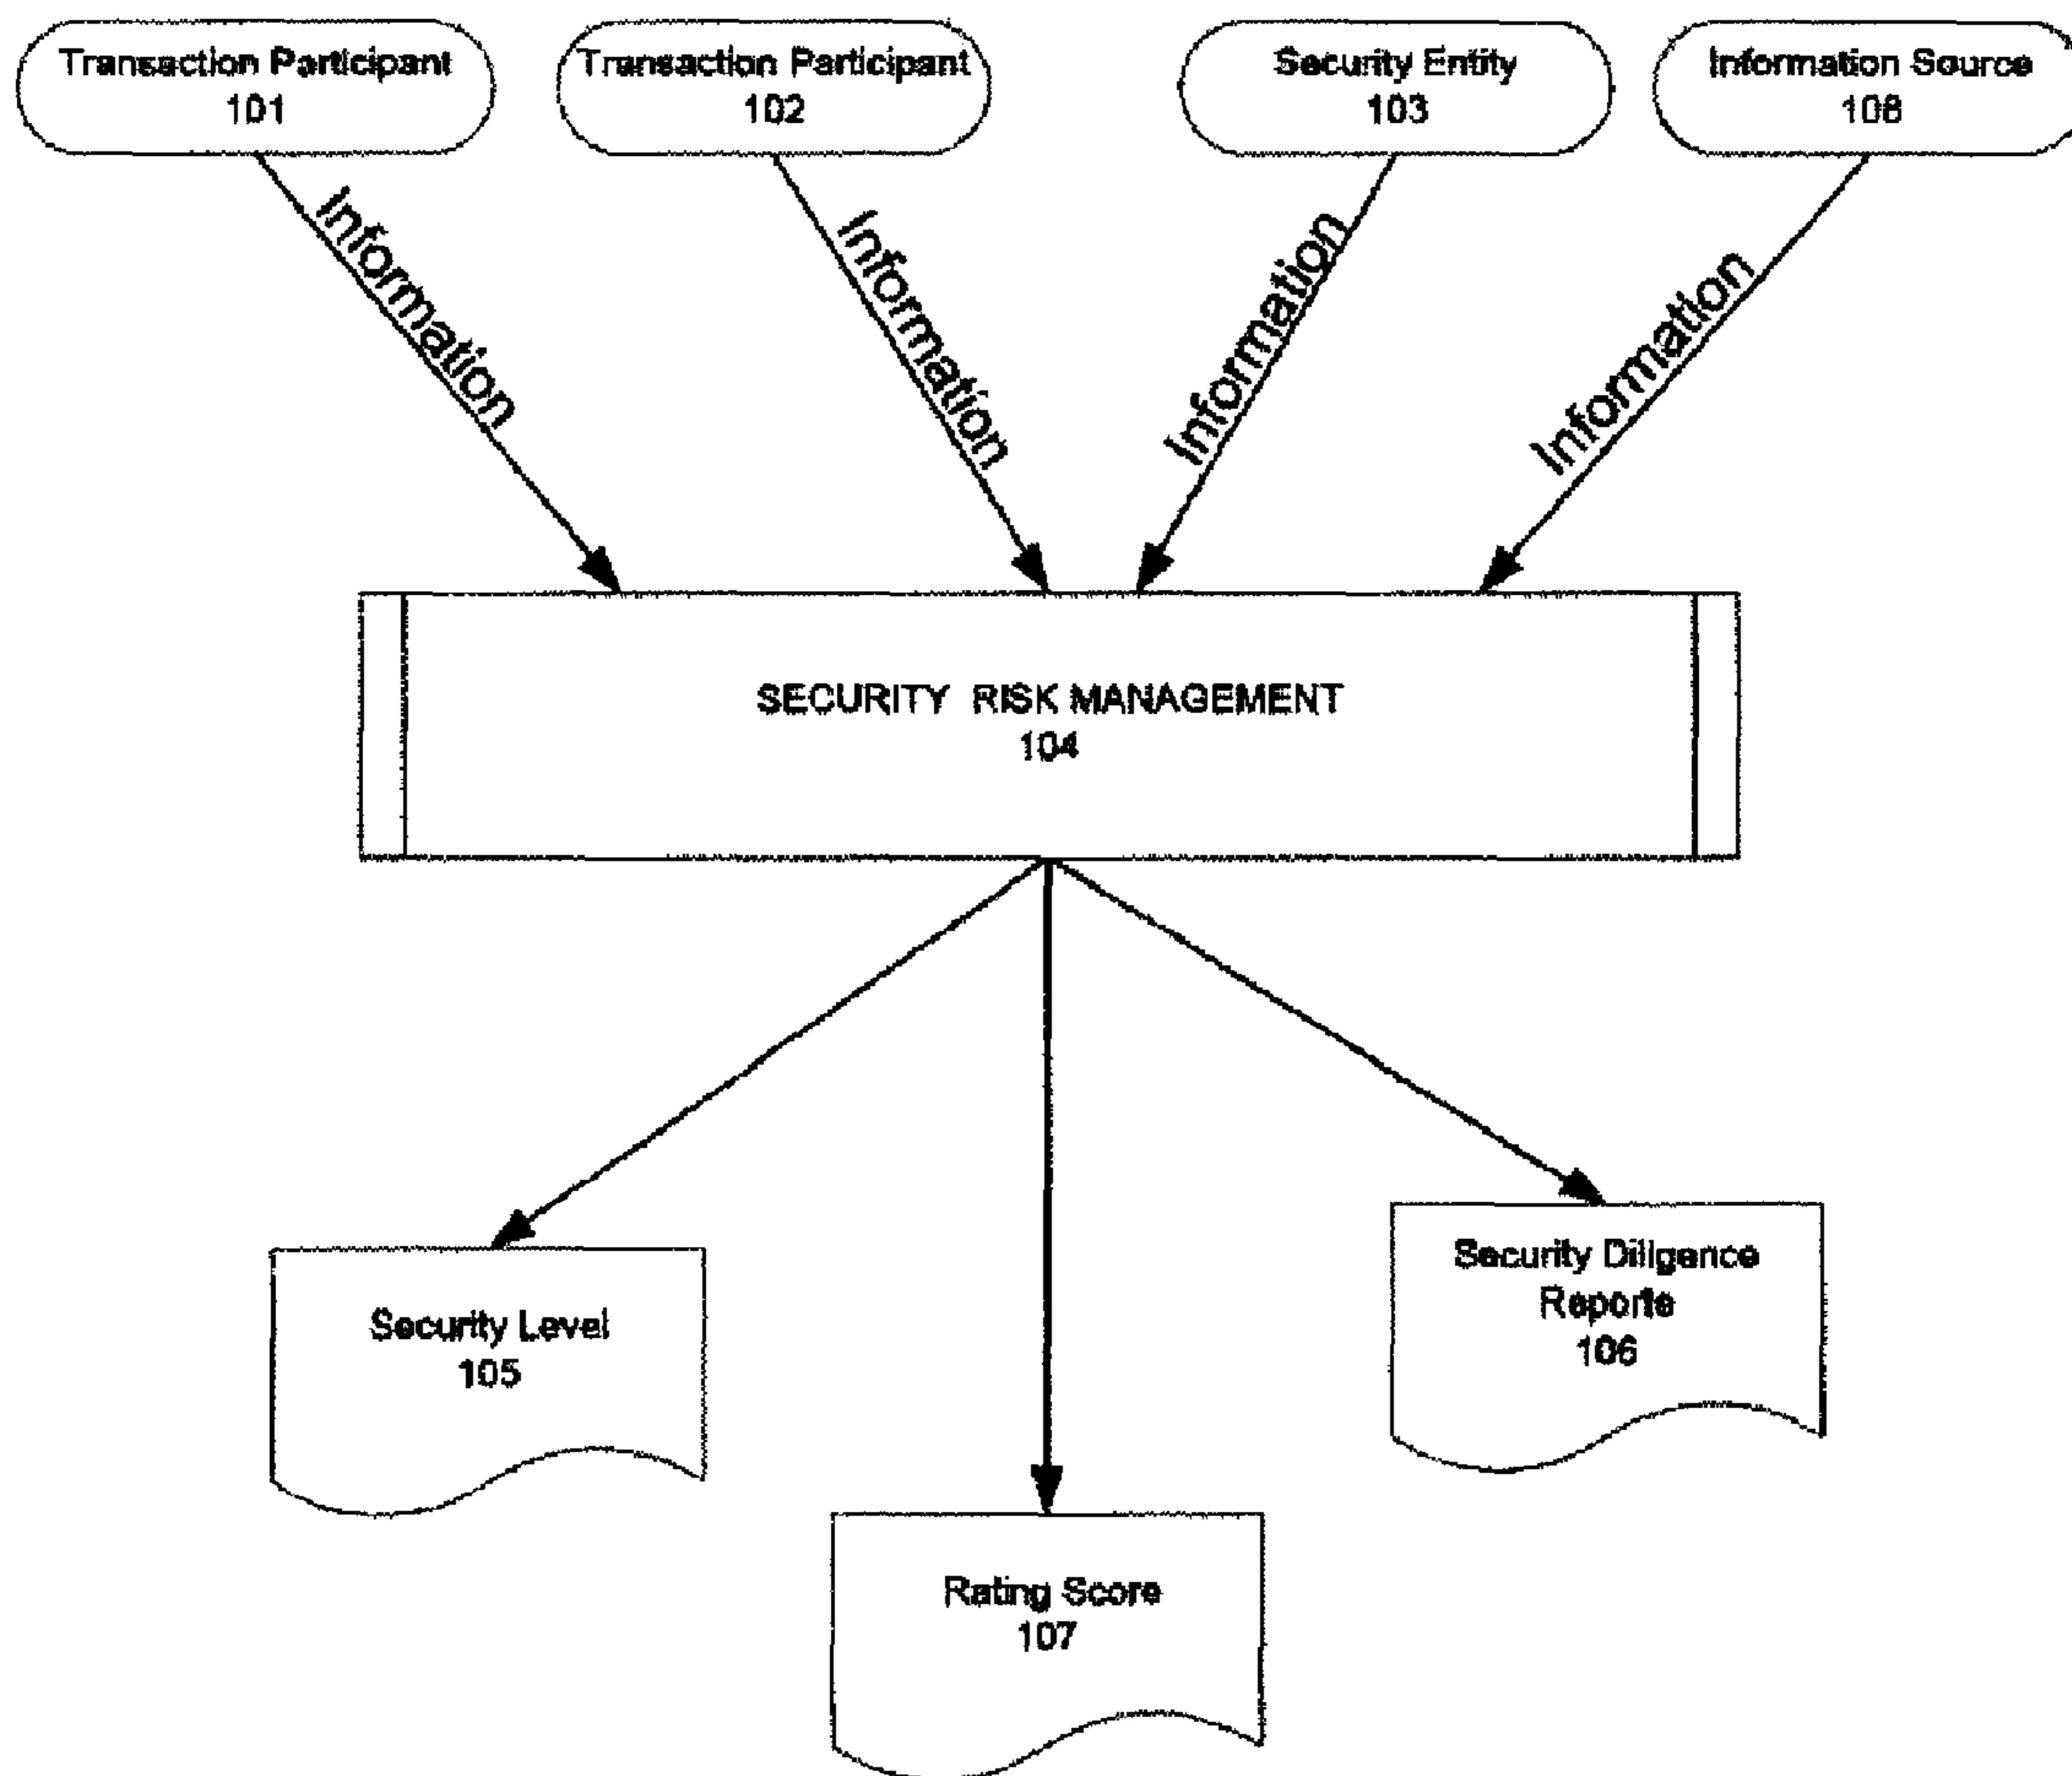 Transaction Participant
101
Transaction Participant
102
Security Entity
103
Information Source
108
Information
Information
Information
Information
SECURITY RISK MANAGEMENT
104
Security Level
105
Security Diligence
Reports
106
Rating Score
107